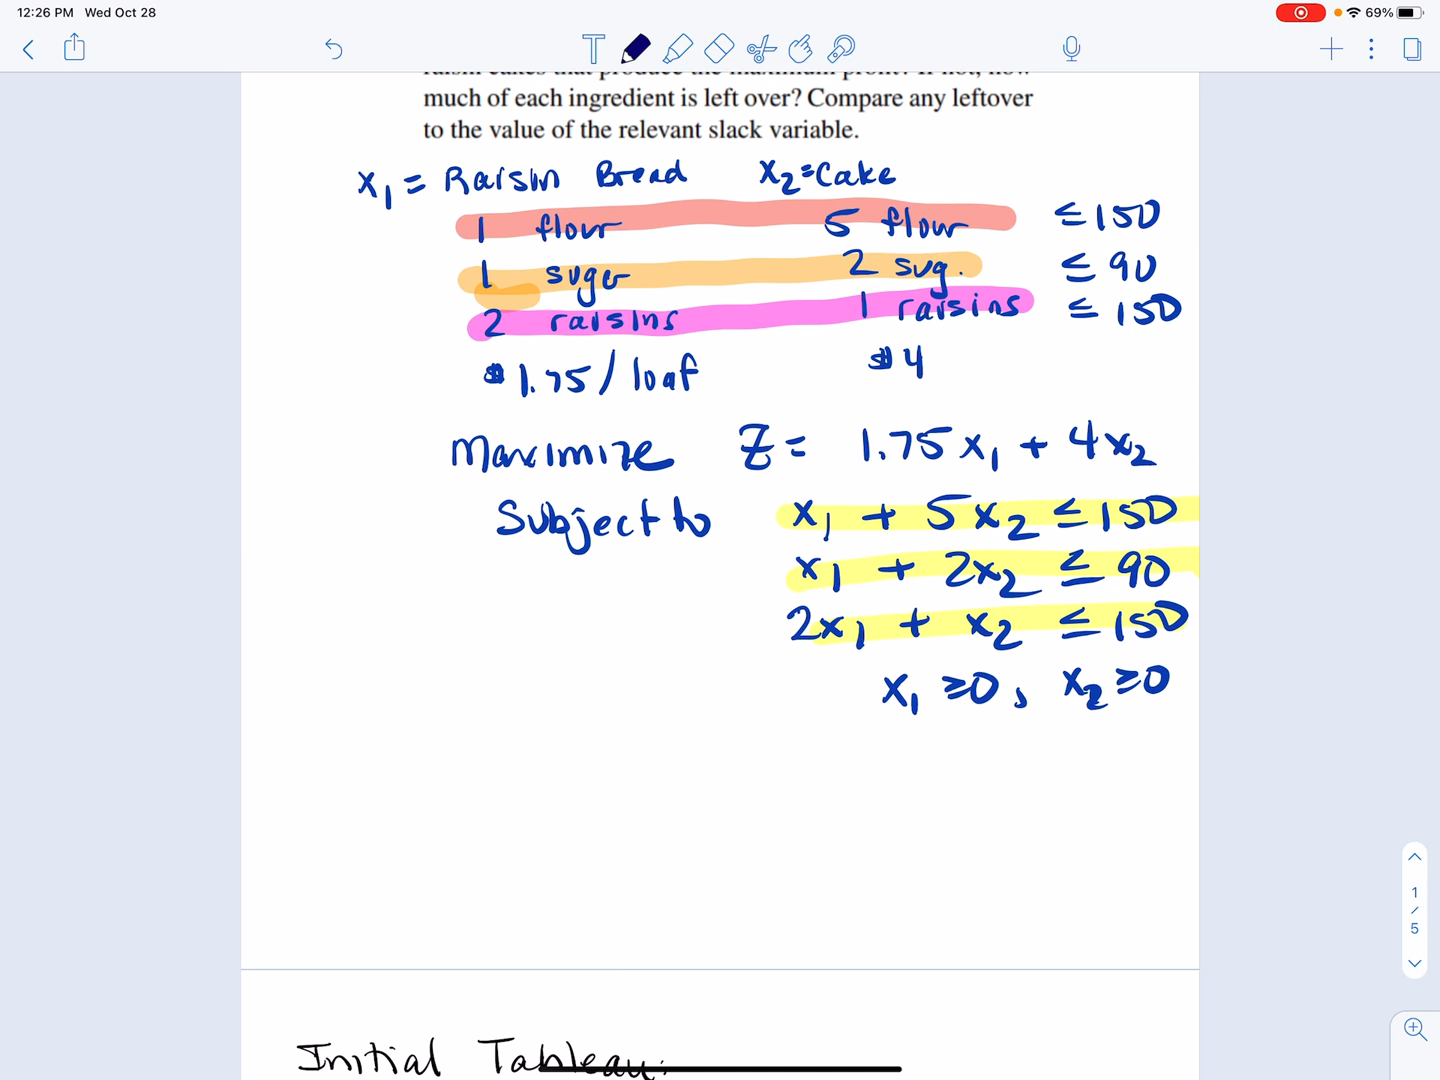 12:26 PM Wed Oct 28
69%
T
much of each ingredient is left over? Compare any leftover
to the value of the relevant slack variable.
x₁ = Raisin Bread x₂ = Cake
1 flour 5 flour ≤ 150
1 suger 2 sug. ≤ 90
2 raisins 1 raisins ≤ 150
$1.75/loaf $4
Maximize Z = 1.75x₁ + 4x₂
Subject to x₁ + 5x₂ ≤ 150
x₁ + 2x₂ ≤ 90
2x₁ + x₂ ≤ 150
x₁ ≥ 0, x₂ ≥ 0
1
/
5
Initial Tableau: